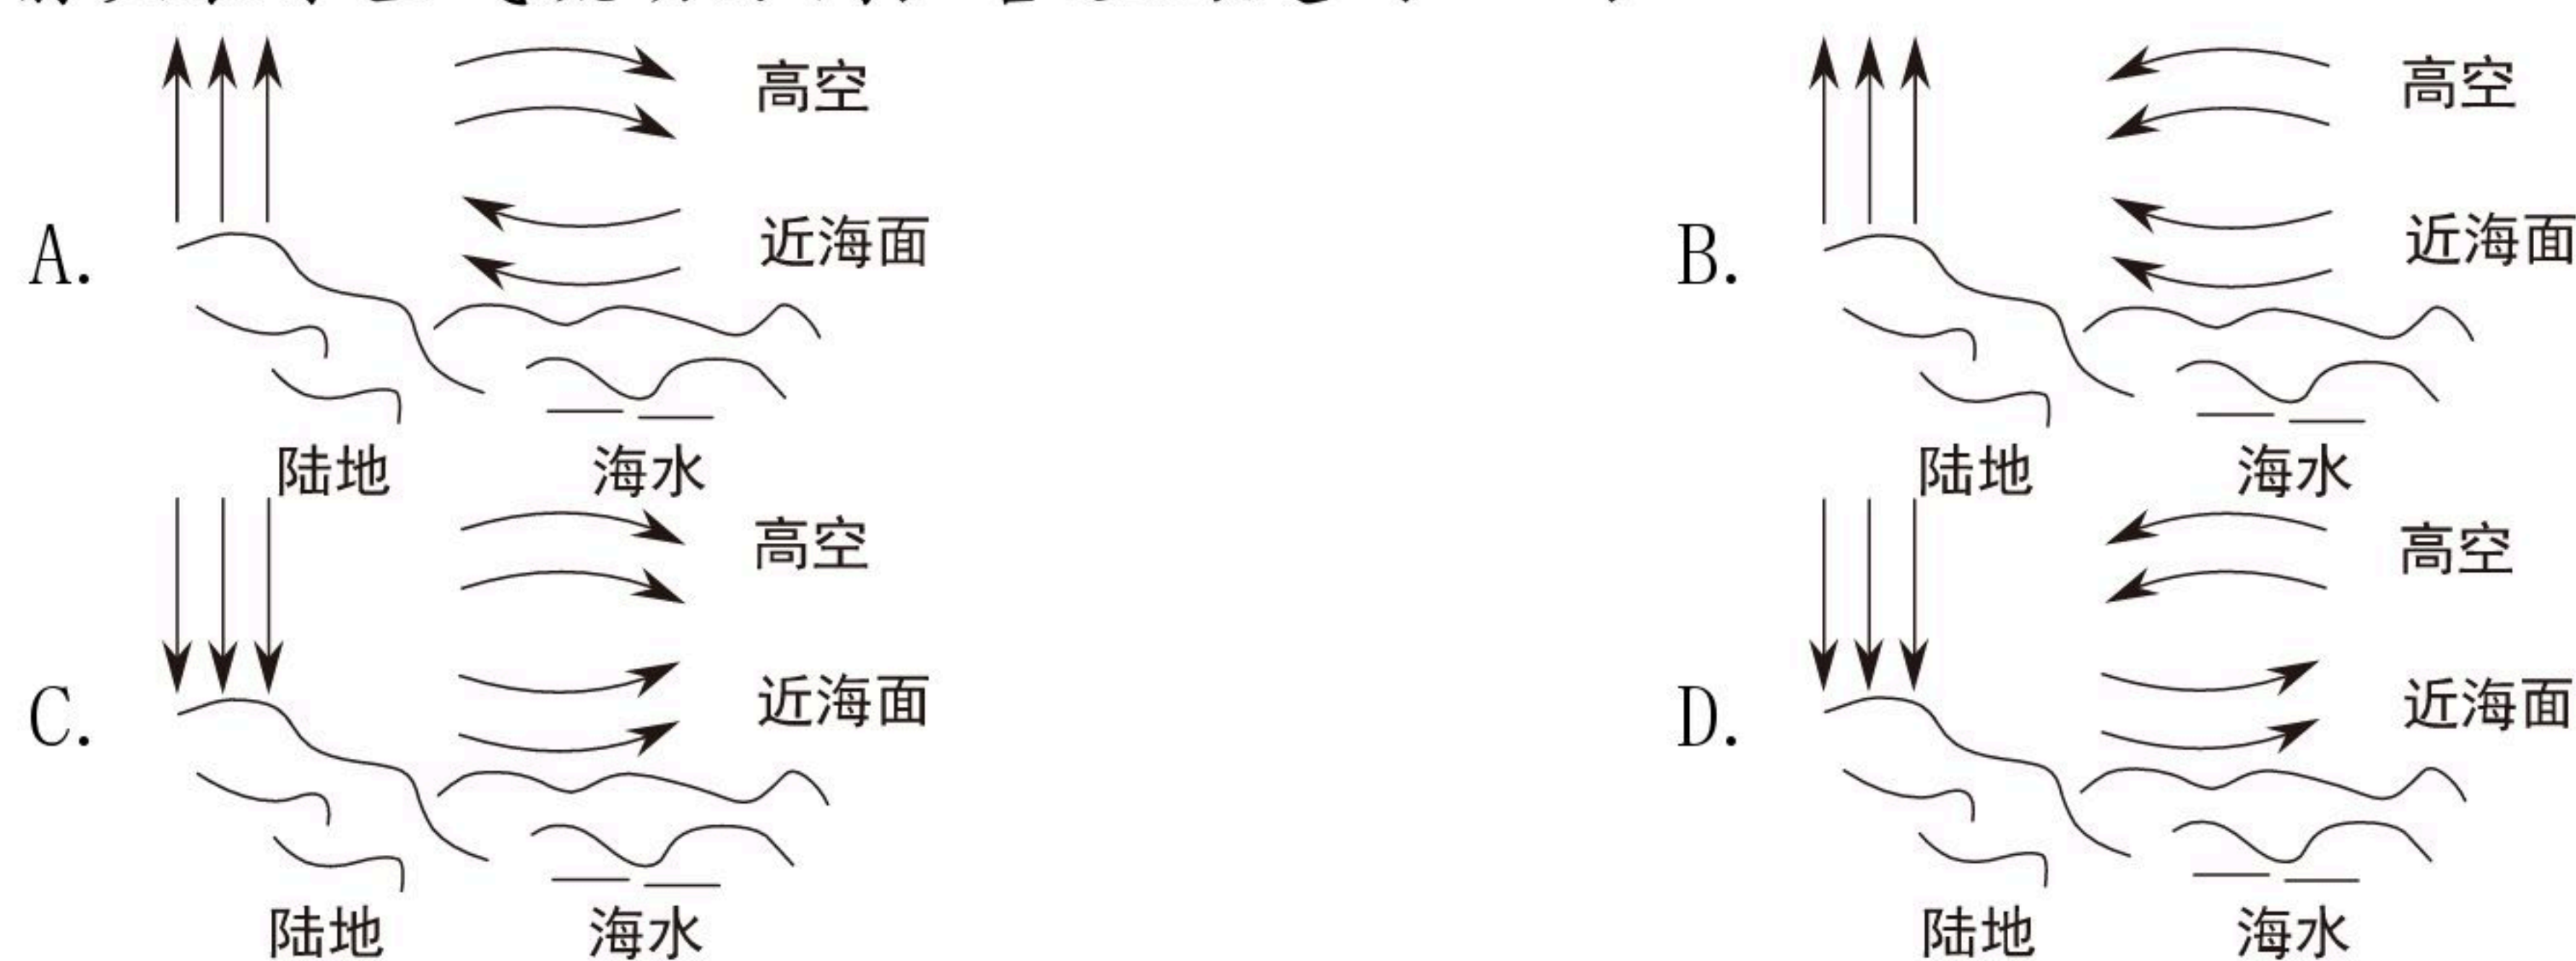 A. 高空 近海面 陆地 海水
B. 高空 近海面 陆地 海水
C. 高空 近海面 陆地 海水
D. 高空 近海面 陆地 海水